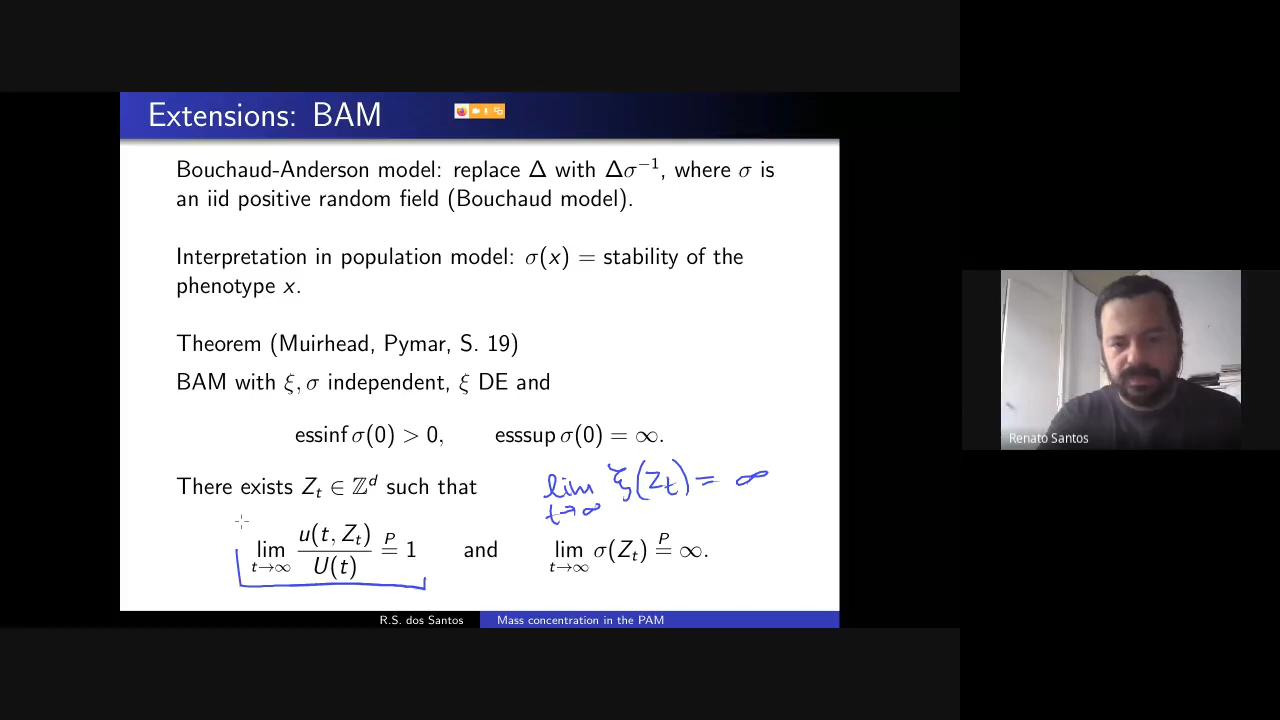 Extensions: BAM
Bouchaud-Anderson model: replace Δ with Δσ⁻¹, where σ is
an iid positive random field (Bouchaud model).
Interpretation in population model: σ(x) = stability of the
phenotype x.
Theorem (Muirhead, Pymar, S. 19)
BAM with ξ, σ independent, ξ DE and
essinf σ(0) > 0, esssup σ(0) = ∞.
There exists Z_t ∈ ℤ^d such that
lim_{t→∞} ξ(Z_t) = ∞
lim_{t→∞} u(t, Z_t)/U(t) =^P 1 and lim_{t→∞} σ(Z_t) =^P ∞.
R.S. dos Santos Mass concentration in the PAM
Renato Santos